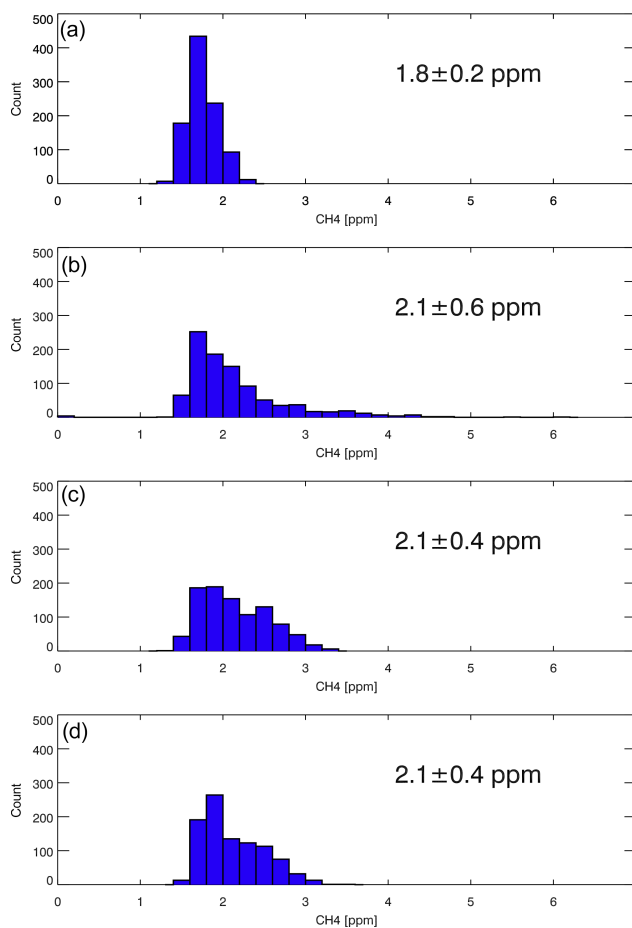 (a)
500
400
300
200
100
0
Count
1.8±0.2 ppm
0 1 2 3 4 5 6
CH4 [ppm]
(b)
500
400
300
200
100
0
Count
2.1±0.6 ppm
0 1 2 3 4 5 6
CH4 [ppm]
(c)
500
400
300
200
100
0
Count
2.1±0.4 ppm
0 1 2 3 4 5 6
CH4 [ppm]
(d)
500
400
300
200
100
0
Count
2.1±0.4 ppm
0 1 2 3 4 5 6
CH4 [ppm]